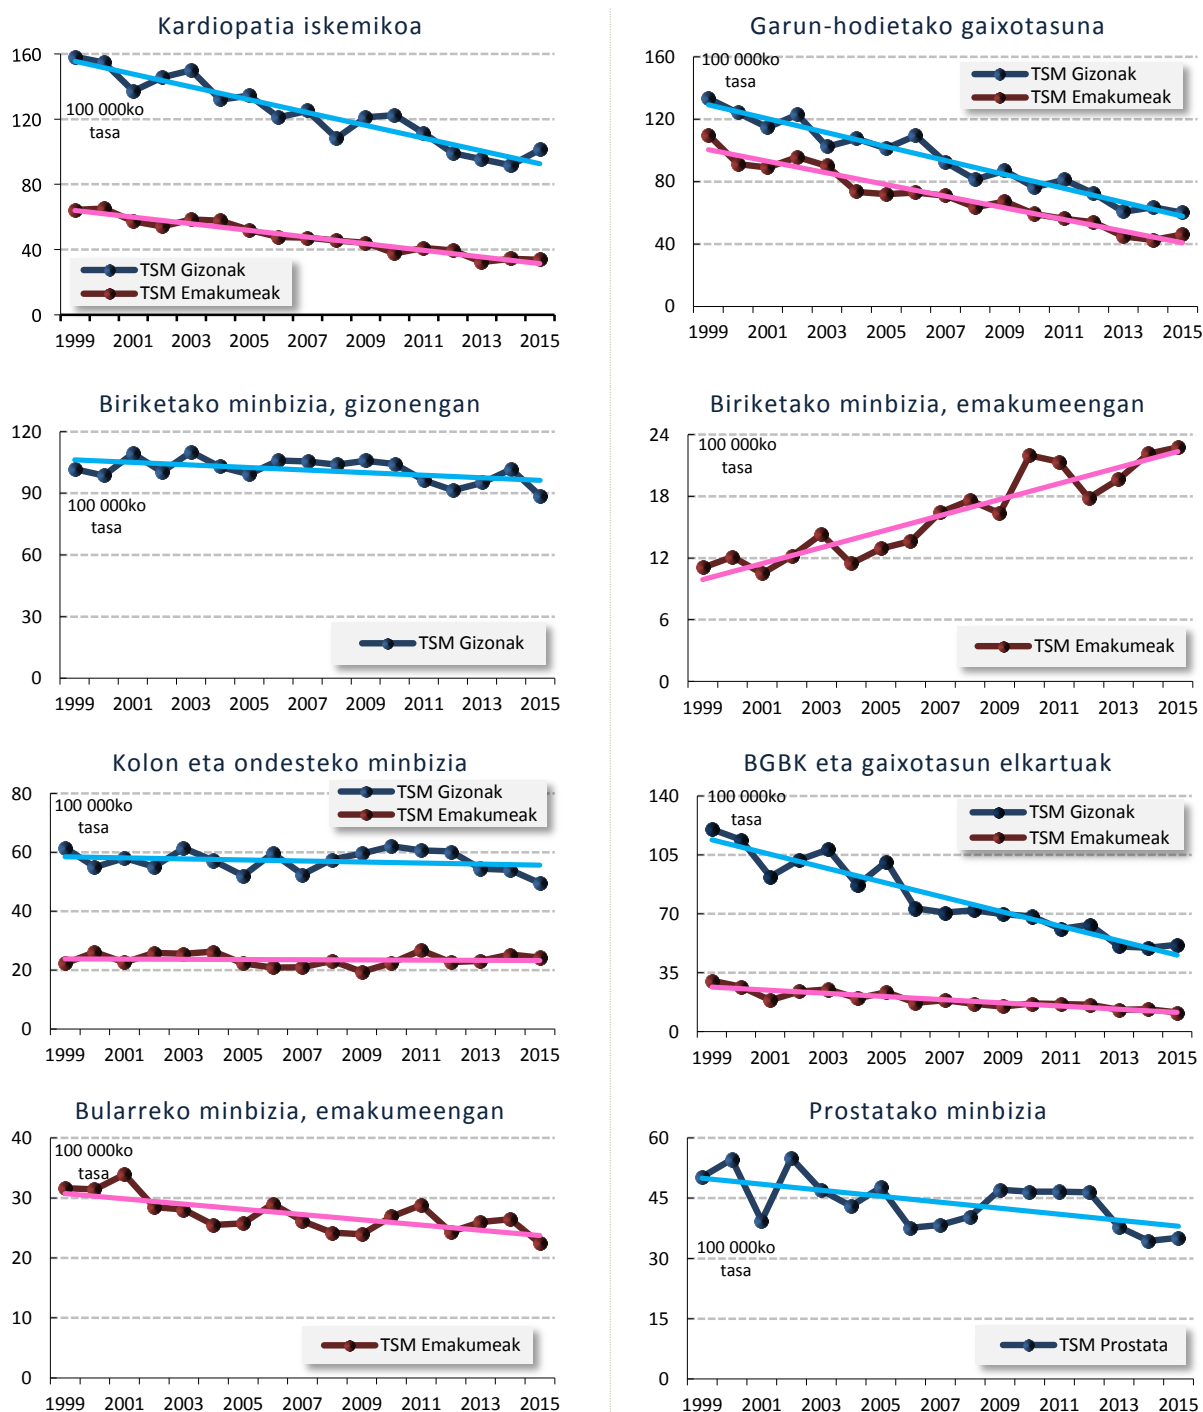 Kardiopatia iskemikoa
160
120
80
40
0
100 000ko
tasa
TSM Gizonak
TSM Emakumeak
1999 2001 2003 2005 2007 2009 2011 2013 2015
Garun-hodietako gaixotasuna
160
120
80
40
0
100 000ko
tasa
TSM Gizonak
TSM Emakumeak
1999 2001 2003 2005 2007 2009 2011 2013 2015
Biriketako minbizia, gizonengan
120
90
60
30
0
100 000ko
tasa
TSM Gizonak
1999 2001 2003 2005 2007 2009 2011 2013 2015
Biriketako minbizia, emakumeengan
24
18
12
6
0
100 000ko
tasa
TSM Emakumeak
1999 2001 2003 2005 2007 2009 2011 2013 2015
Kolon eta ondesteko minbizia
80
60
40
20
0
100 000ko
tasa
TSM Gizonak
TSM Emakumeak
1999 2001 2003 2005 2007 2009 2011 2013 2015
BGBK eta gaixotasun elkartuak
140
105
70
35
0
100 000ko
tasa
TSM Gizonak
TSM Emakumeak
1999 2001 2003 2005 2007 2009 2011 2013 2015
Bularreko minbizia, emakumeengan
40
30
20
10
0
100 000ko
tasa
TSM Emakumeak
1999 2001 2003 2005 2007 2009 2011 2013 2015
Prostatako minbizia
60
45
30
15
0
100 000ko
tasa
TSM Prostata
1999 2001 2003 2005 2007 2009 2011 2013 2015